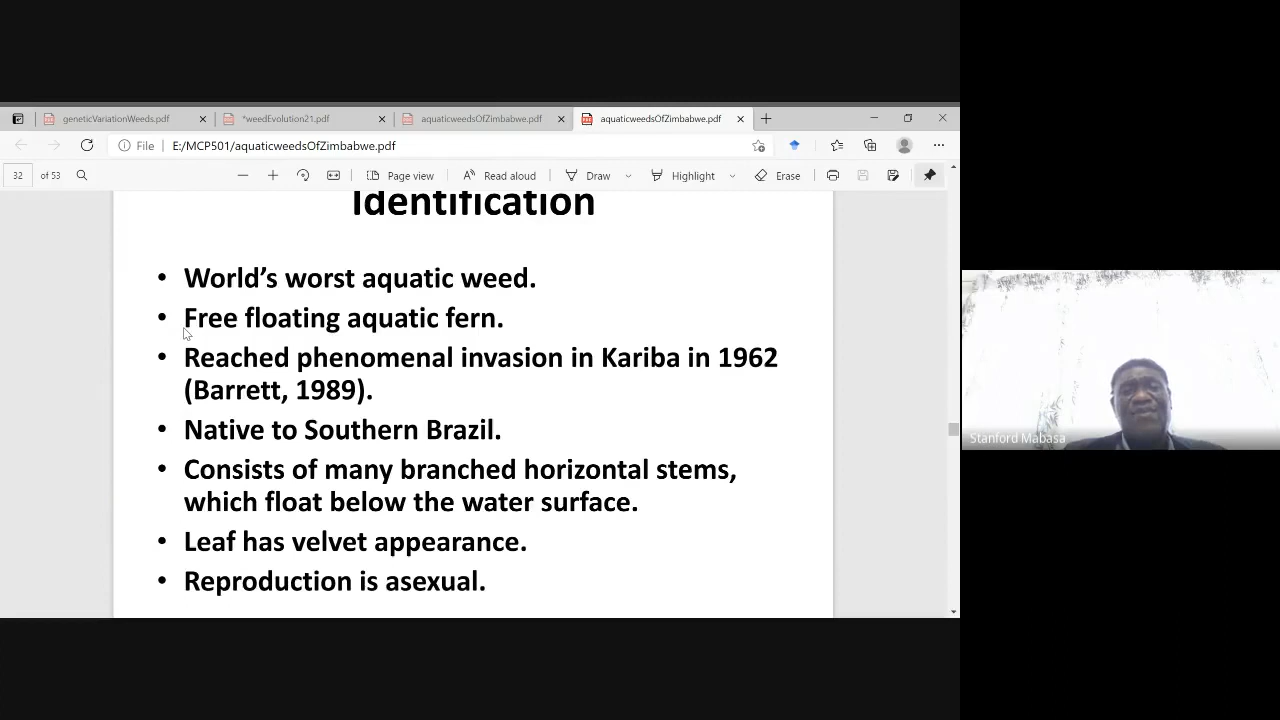 geneticVariationWeeds.pdf
*weedEvolution21.pdf
aquaticweedsOfZimbabwe.pdf
aquaticweedsOfZimbabwe.pdf
File
E:/MCP501/aquaticweedsOfZimbabwe.pdf
32 of 53
Page view
Read aloud
Draw
Highlight
Erase
Identification
• World’s worst aquatic weed.
• Free floating aquatic fern.
• Reached phenomenal invasion in Kariba in 1962
(Barrett, 1989).
• Native to Southern Brazil.
• Consists of many branched horizontal stems,
which float below the water surface.
• Leaf has velvet appearance.
• Reproduction is asexual.
Stanford Mabasa